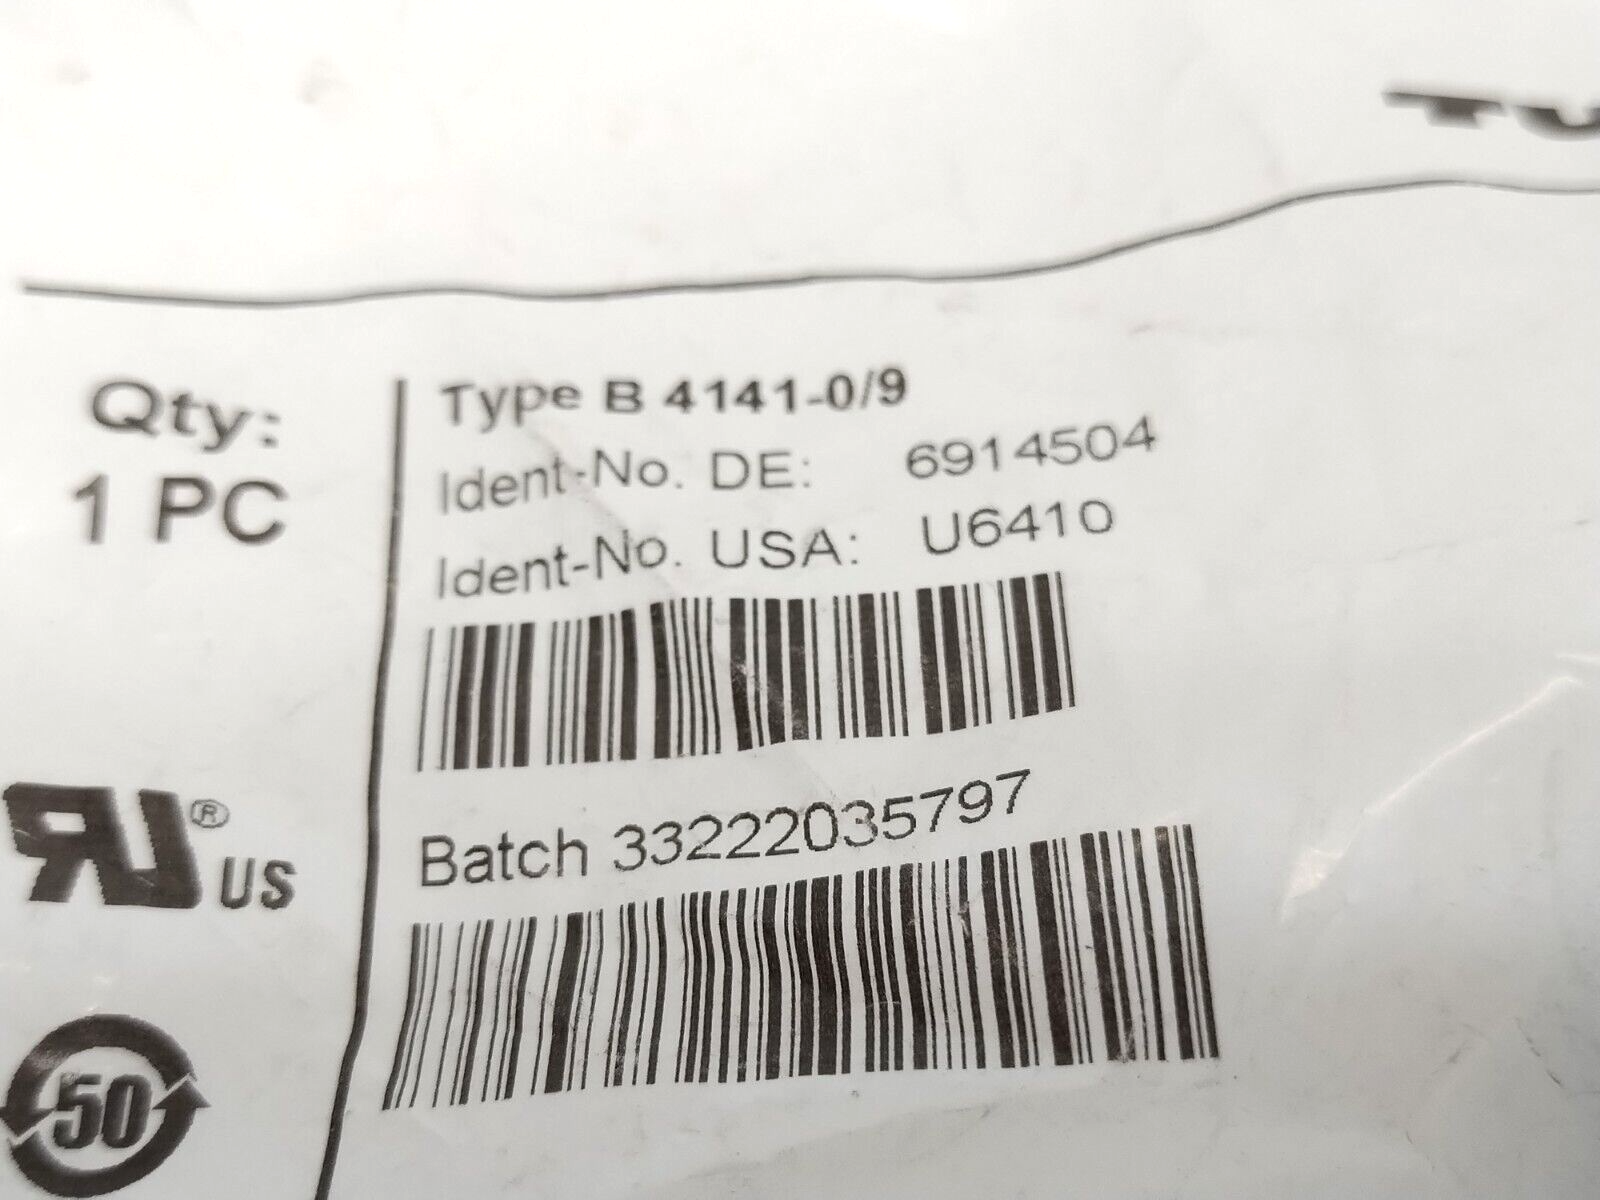 Qty:
1 PC
Type B 4141-0/9
Ident-No. DE: 6914504
Ident-No. USA: U6410
Batch 33222035797
®
US
50